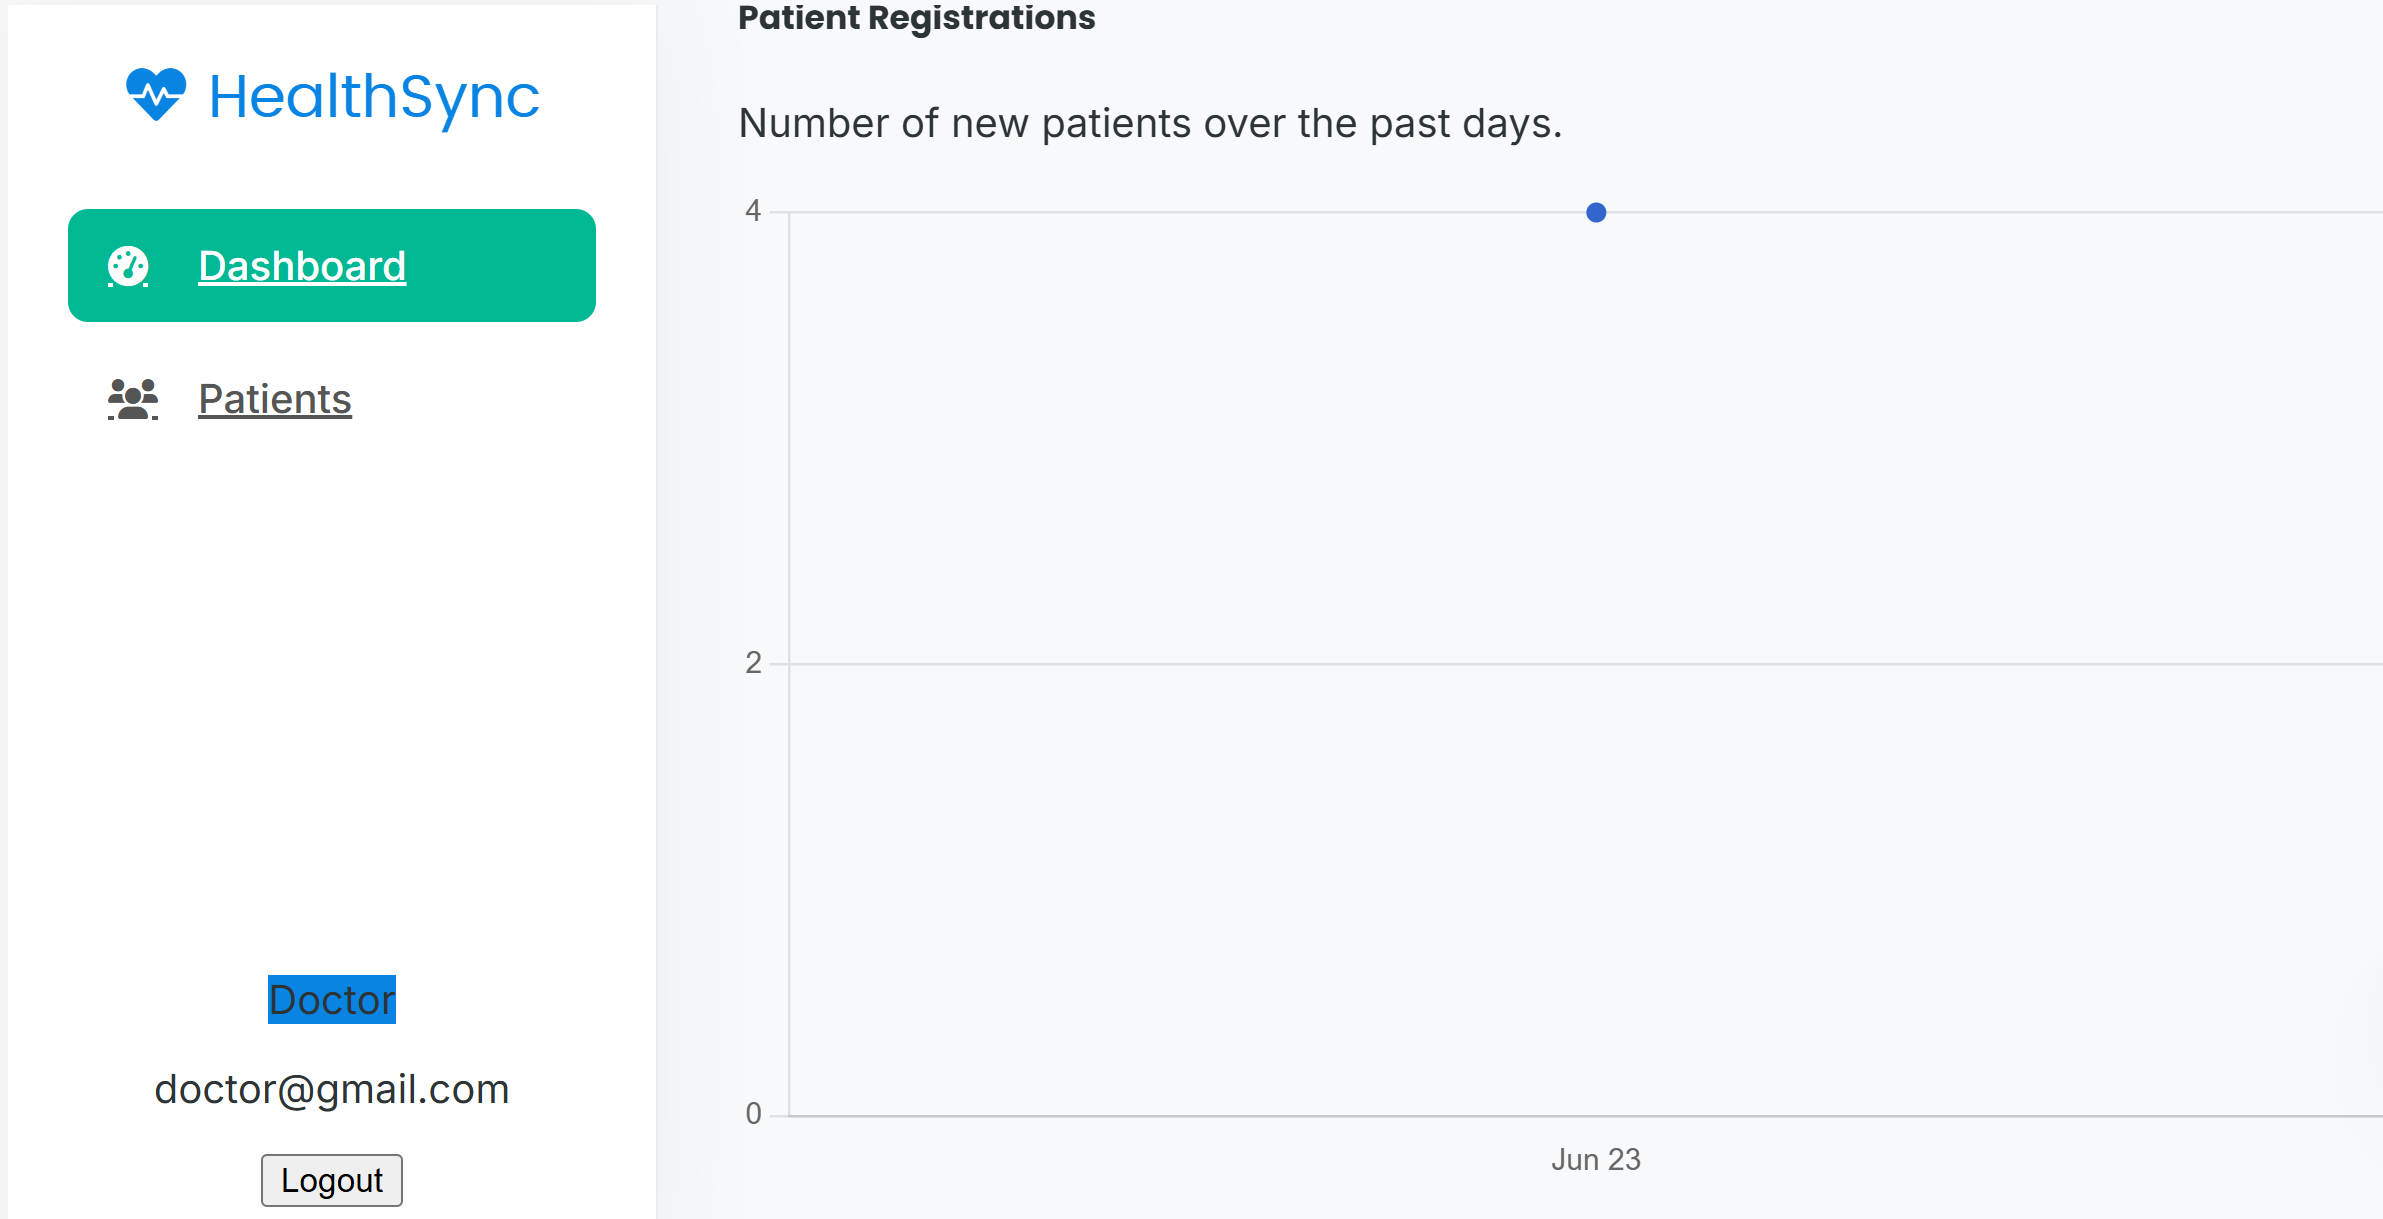 HealthSync
Dashboard
Patients
Doctor
doctor@gmail.com
Logout
Patient Registrations
Number of new patients over the past days.
4
2
0
Jun 23